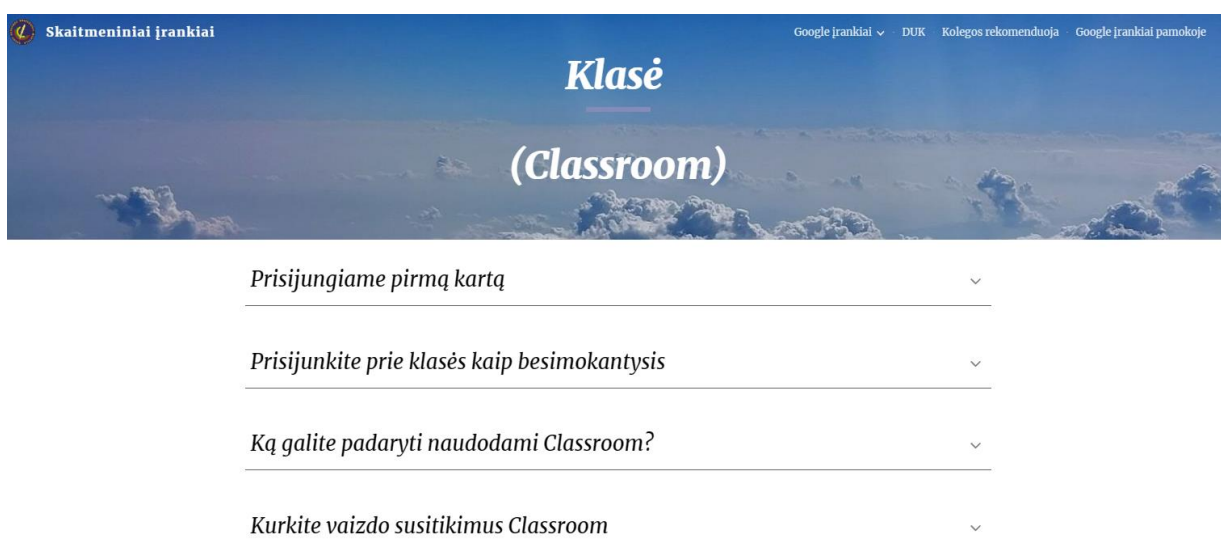 Skaitmeniniai įrankiai
Google įrankiai DUK Kolegos rekomenduoja Google įrankiai pamokoje
Klasė
(Classroom)
Prisijungiame pirmą kartą
Prisijunkite prie klasės kaip besimokantysis
Ką galite padaryti naudodami Classroom?
Kurkite vaizdo susitikimus Classroom